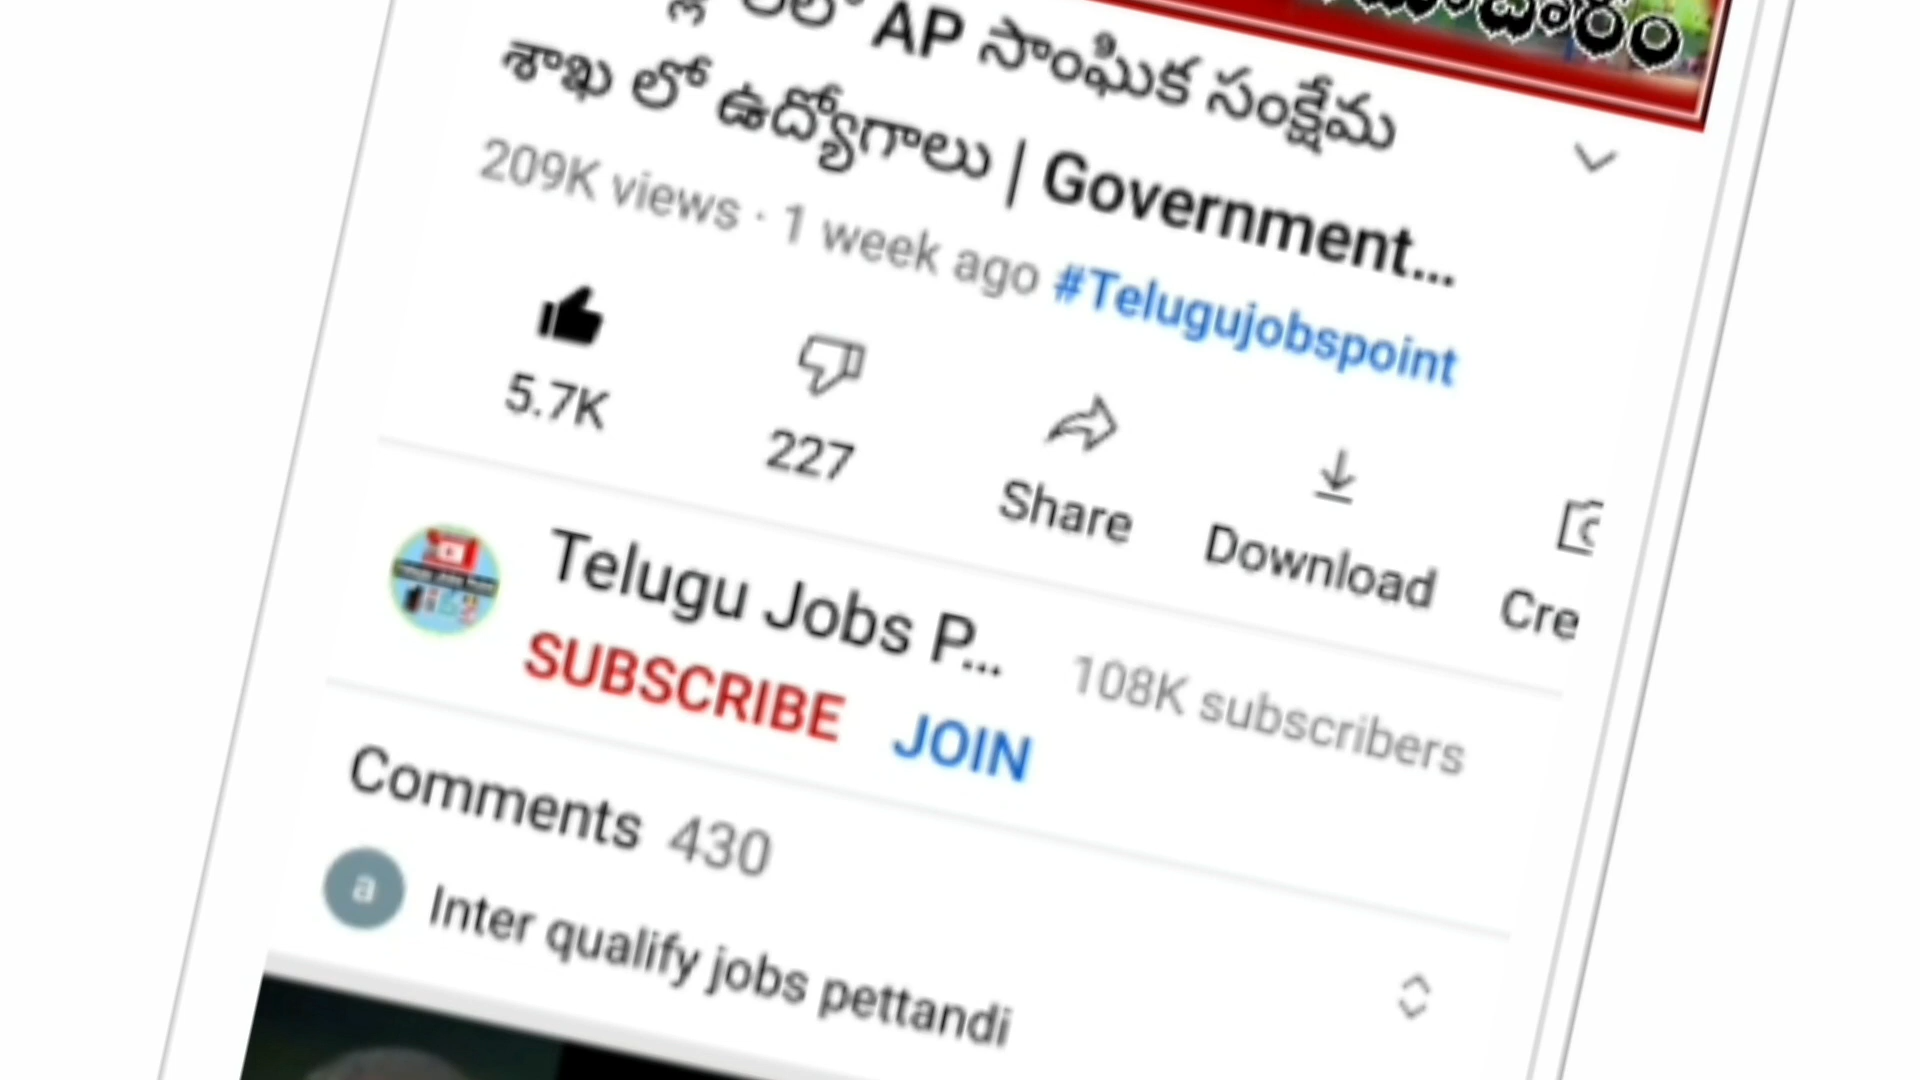 AP సాంఘిక సంక్షేమ
శాఖ లో ఉద్యోగాలు | Government...
209K views · 1 week ago #Telugujobspoint
5.7K
227
Share
Download
Cre
Telugu Jobs P...
108K subscribers
SUBSCRIBE JOIN
Comments 430
a
Inter qualify jobs pettandi